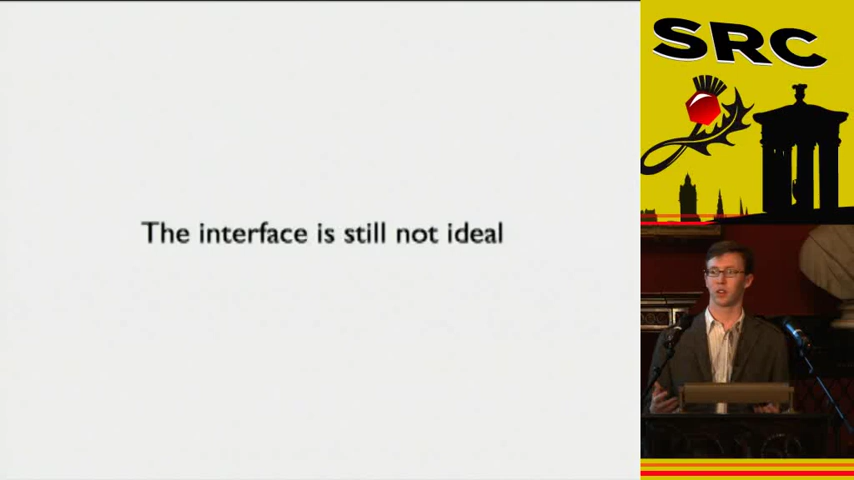 The interface is still not ideal
SRC